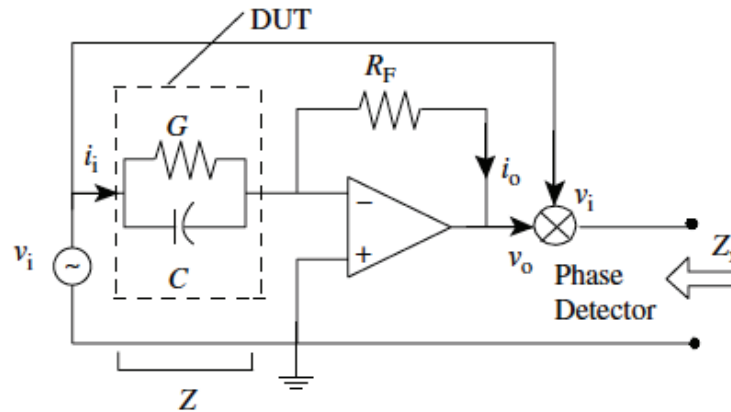 DUT
R_F
G
i_i
i_o
v_i
−
+
v_i
~
v_o
C
Phase
Detector
Z